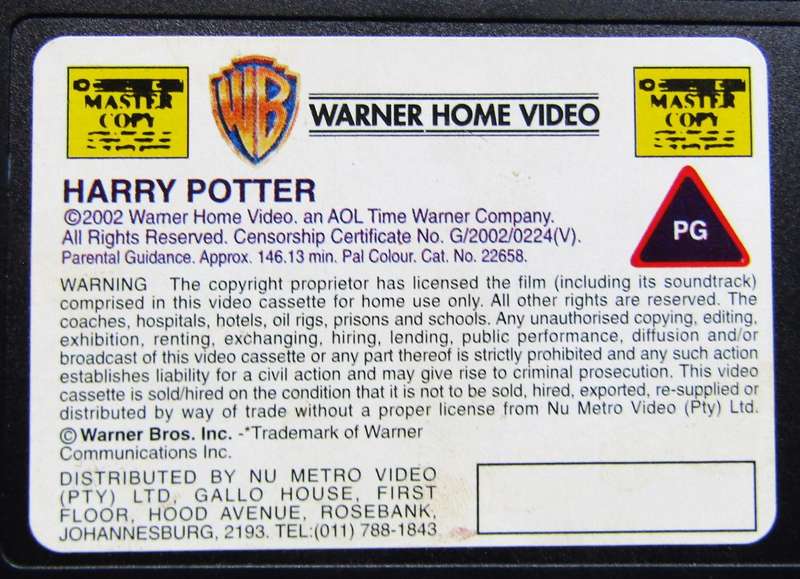 MASTER
COPY
WB
WARNER HOME VIDEO
MASTER
COPY
HARRY POTTER
©2002 Warner Home Video. an AOL Time Warner Company.
All Rights Reserved. Censorship Certificate No. G/2002/0224(V).
Parental Guidance. Approx. 146.13 min. Pal Colour. Cat. No. 22658.
PG
WARNING The copyright proprietor has licensed the film (including its soundtrack)
comprised in this video cassette for home use only. All other rights are reserved. The
coaches, hospitals, hotels, oil rigs, prisons and schools. Any unauthorised copying, editing,
exhibition, renting, exchanging, hiring, lending, public performance, diffusion and/or
broadcast of this video cassette or any part thereof is strictly prohibited and any such action
establishes liability for a civil action and may give rise to criminal prosecution. This video
cassette is sold/hired on the condition that it is not to be sold, hired, exported, re-supplied or
distributed by way of trade without a proper license from Nu Metro Video (Pty) Ltd.
© Warner Bros. Inc. -*Trademark of Warner
Communications Inc.
DISTRIBUTED BY NU METRO VIDEO
(PTY) LTD, GALLO HOUSE, FIRST
FLOOR, HOOD AVENUE, ROSEBANK,
JOHANNESBURG, 2193. TEL:(011) 788-1843